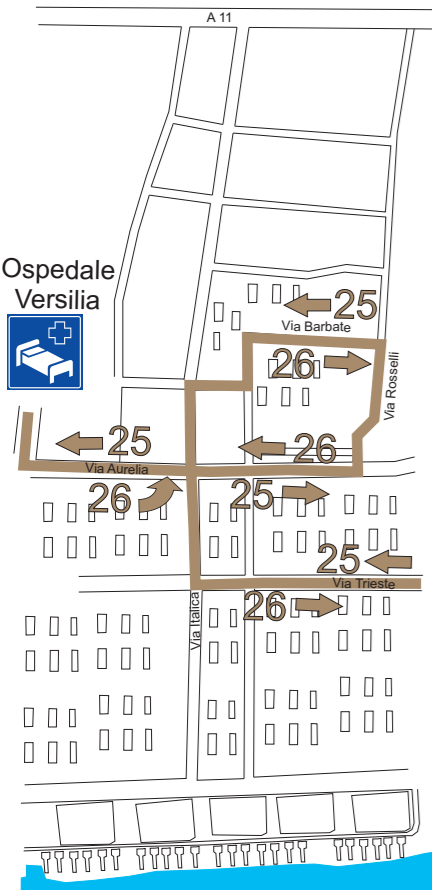 A 11
Ospedale
Versilia
25
Via Barbate
26
Via Rosselli
25
26
Via Aurelia
26
25
25
Via Trieste
26
Via Italica